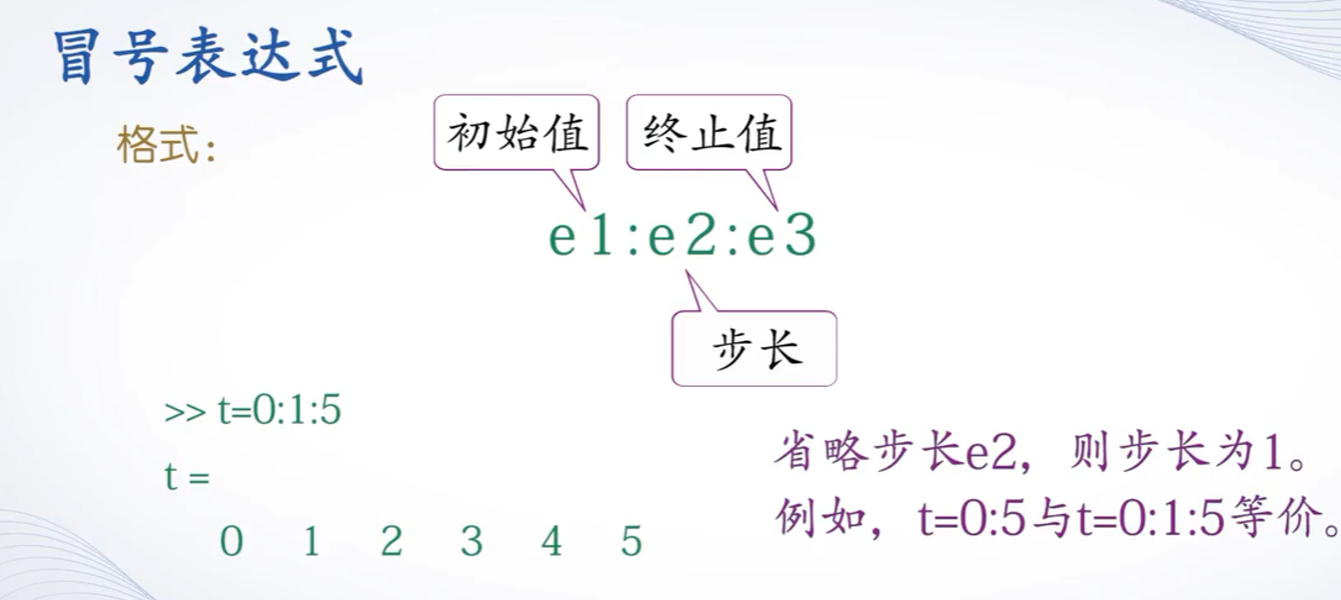 冒号表达式
格式：
初始值 终止值
e1:e2:e3
步长
>> t=0:1:5
t =
0 1 2 3 4 5
省略步长e2，则步长为1。
例如，t=0:5与t=0:1:5等价。